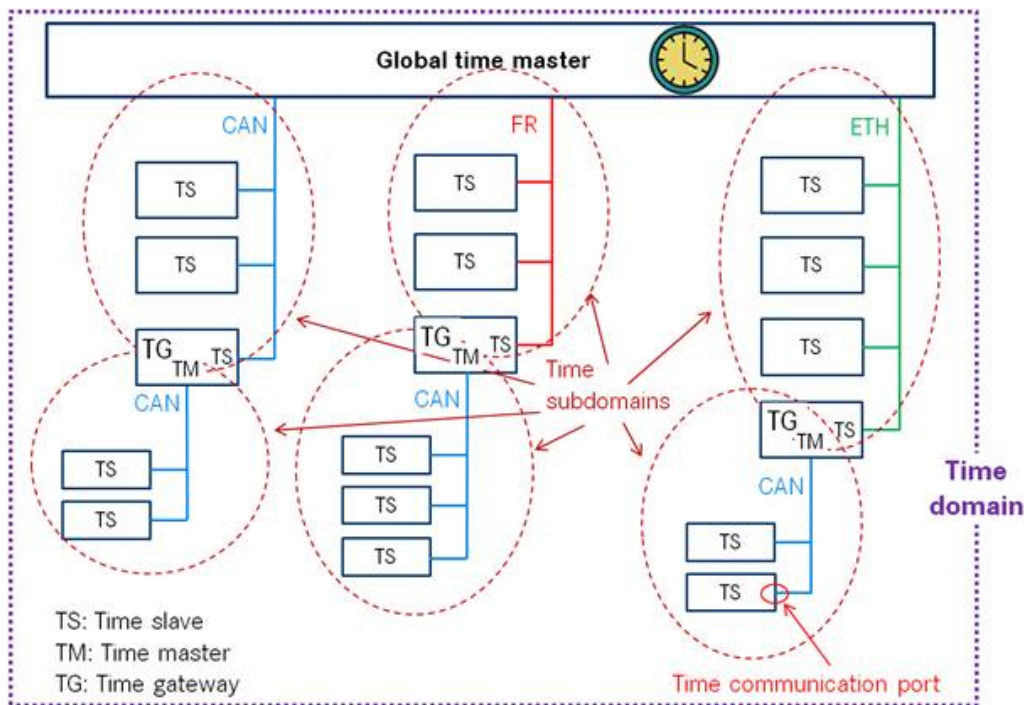 Global time master
CAN
FR
ETH
TS
TS
TS
TS
TS
TS
TS
TG TM TS
TG TM TS
TG TM TS
CAN
CAN
CAN
Time
subdomains
TS
TS
TS
TS
TS
TS
TS
Time
domain
TS: Time slave
TM: Time master
TG: Time gateway
Time communication port